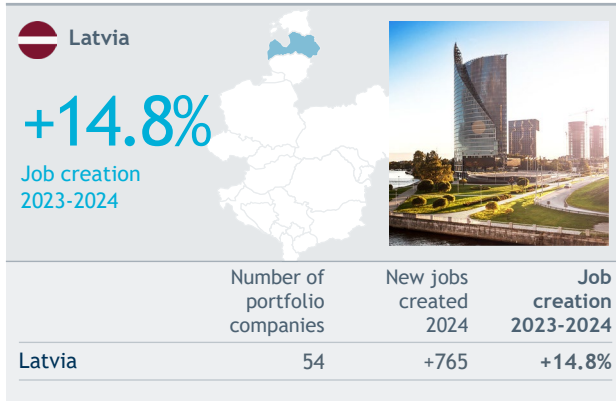 Latvia
+14.8%
Job creation
2023-2024
Number of
portfolio
companies
New jobs
created
2024
Job
creation
2023-2024
Latvia 54 +765 +14.8%